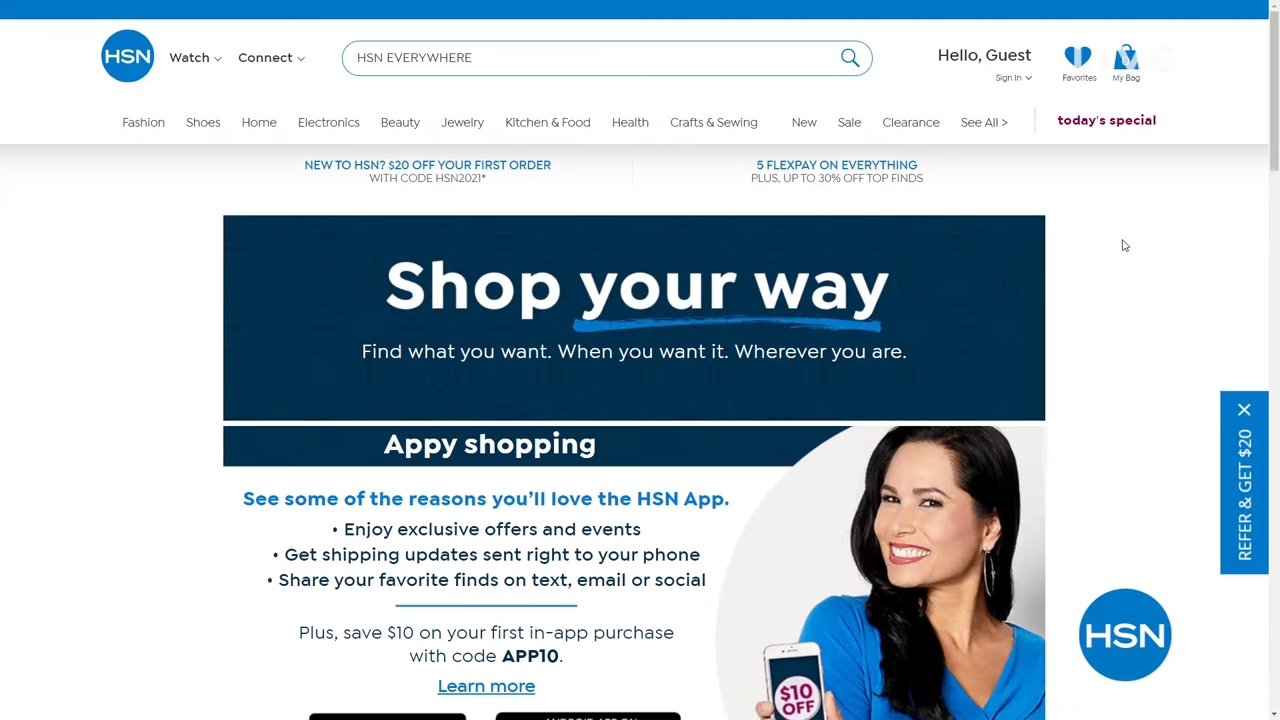 HSN
Watch
Connect
HSN EVERYWHERE
Hello, Guest
Sign In
Favorites
0
My Bag
Fashion
Shoes
Home
Electronics
Beauty
Jewelry
Kitchen & Food
Health
Crafts & Sewing
New
Sale
Clearance
See All >
today's special
NEW TO HSN? $20 OFF YOUR FIRST ORDER
WITH CODE HSN2021*
5 FLEXPAY ON EVERYTHING
PLUS, UP TO 30% OFF TOP FINDS
Shop your way
Find what you want. When you want it. Wherever you are.
Appy shopping
See some of the reasons you'll love the HSN App.
• Enjoy exclusive offers and events
• Get shipping updates sent right to your phone
• Share your favorite finds on text, email or social
Plus, save $10 on your first in-app purchase
with code APP10.
Learn more
$10
OFF
REFER & GET $20
HSN